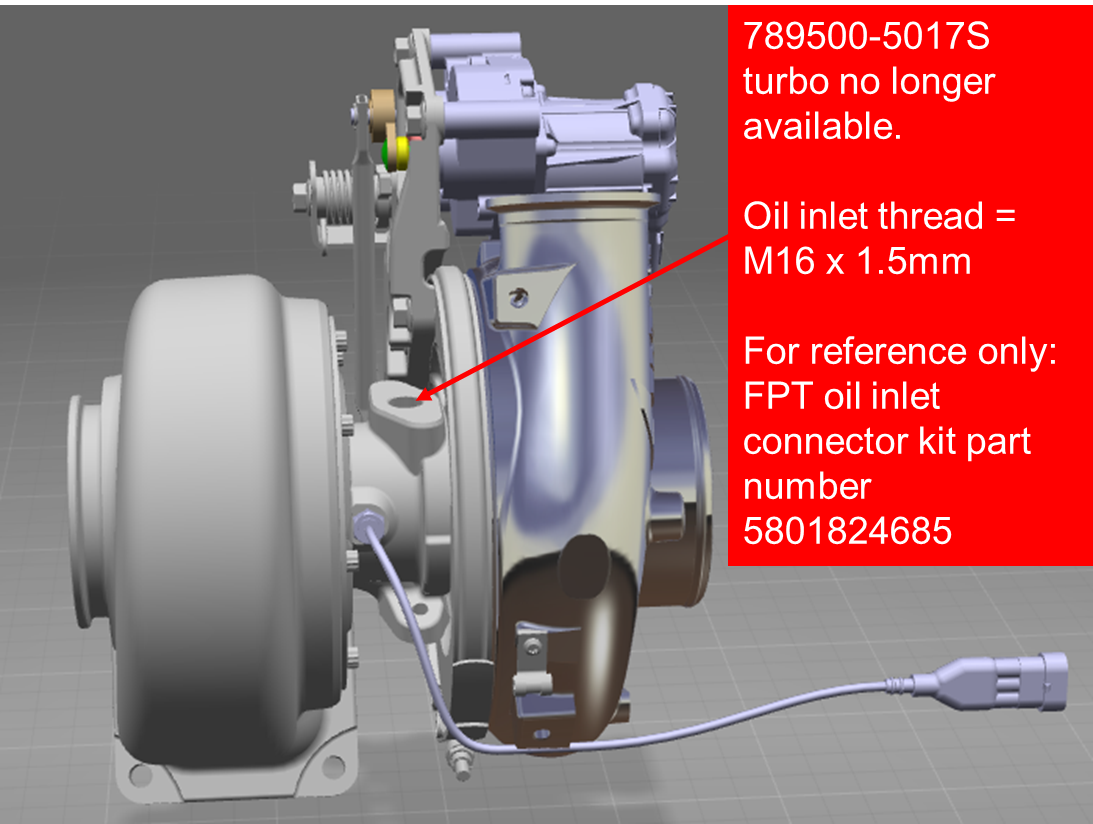 789500-5017S
turbo no longer
available.
Oil inlet thread =
M16 x 1.5mm
For reference only:
FPT oil inlet
connector kit part
number
5801824685